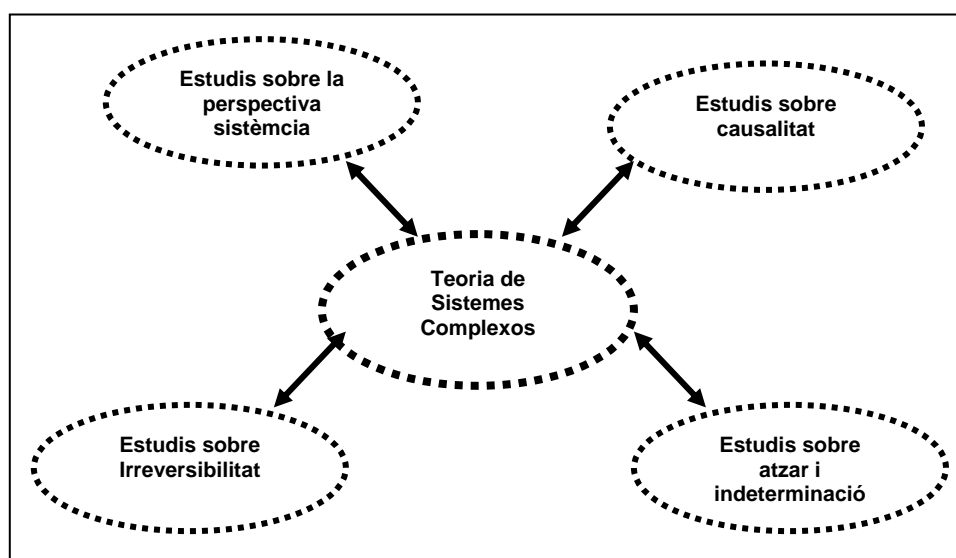 Estudis sobre la
perspectiva
sistèmcia
Estudis sobre
causalitat
Teoria de
Sistemes
Complexos
Estudis sobre
Irreversibilitat
Estudis sobre
atzar i
indeterminació